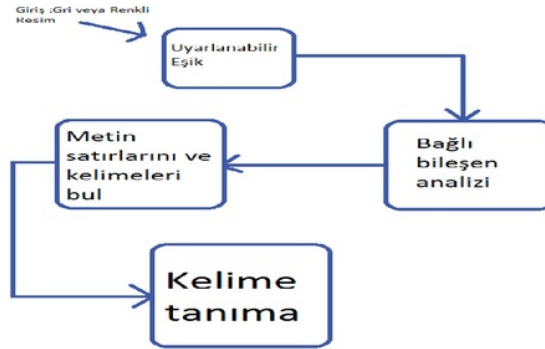 Giriş :Gri veya Renkli
Resim
Uyarlanabilir
Eşik
Bağlı
bileşen
analizi
Metin
satırlarını ve
kelimeleri
bul
Kelime
tanıma